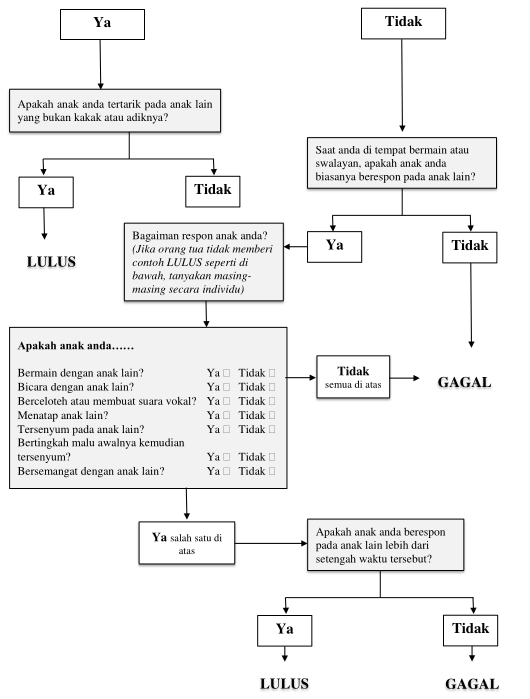 Ya
Tidak
Apakah anak anda tertarik pada anak lain
yang bukan kakak atau adiknya?
Saat anda di tempat bermain atau
swalayan, apakah anak anda
biasanya berespon pada anak lain?
Ya
Tidak
LULUS
Bagaiman respon anak anda?
(Jika orang tua tidak memberi
contoh LULUS seperti di
bawah, tanyakan masing-
masing secara individu)
Ya
Tidak
Apakah anak anda……
Bermain dengan anak lain? Ya □ Tidak □
Bicara dengan anak lain? Ya □ Tidak □
Berceloteh atau membuat suara vokal? Ya □ Tidak □
Menatap anak lain? Ya □ Tidak □
Tersenyum pada anak lain? Ya □ Tidak □
Bertingkah malu awalnya kemudian
tersenyum? Ya □ Tidak □
Bersemangat dengan anak lain? Ya □ Tidak □
Tidak
semua di atas
GAGAL
Ya salah satu di
atas
Apakah anak anda berespon
pada anak lain lebih dari
setengah waktu tersebut?
Ya
Tidak
LULUS
GAGAL